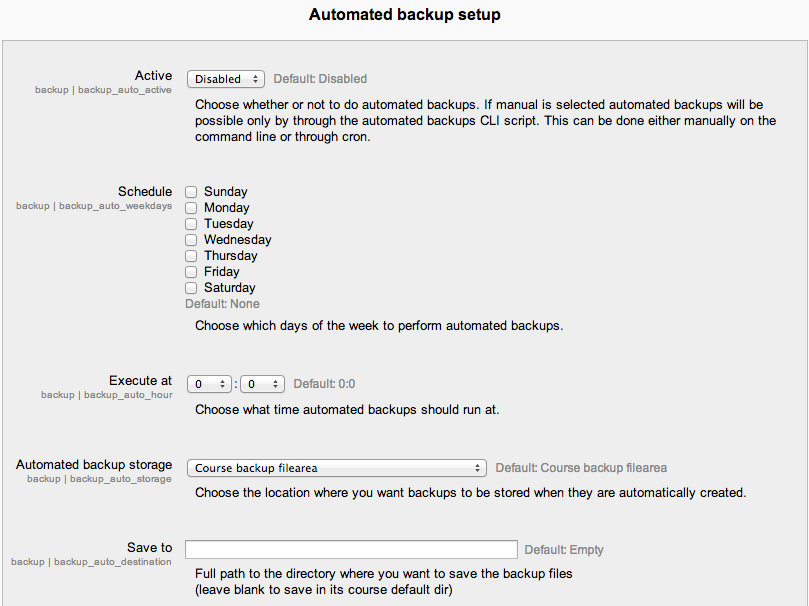 Automated backup setup
Active
Disabled Default: Disabled
backup | backup_auto_active
Choose whether or not to do automated backups. If manual is selected automated backups will be
possible only by through the automated backups CLI script. This can be done either manually on the
command line or through cron.
Schedule
backup | backup_auto_weekdays
Sunday
Monday
Tuesday
Wednesday
Thursday
Friday
Saturday
Default: None
Choose which days of the week to perform automated backups.
Execute at
0 : 0 Default: 0:0
backup | backup_auto_hour
Choose what time automated backups should run at.
Automated backup storage
Course backup filearea Default: Course backup filearea
backup | backup_auto_storage
Choose the location where you want backups to be stored when they are automatically created.
Save to
Default: Empty
backup | backup_auto_destination
Full path to the directory where you want to save the backup files
(leave blank to save in its course default dir)